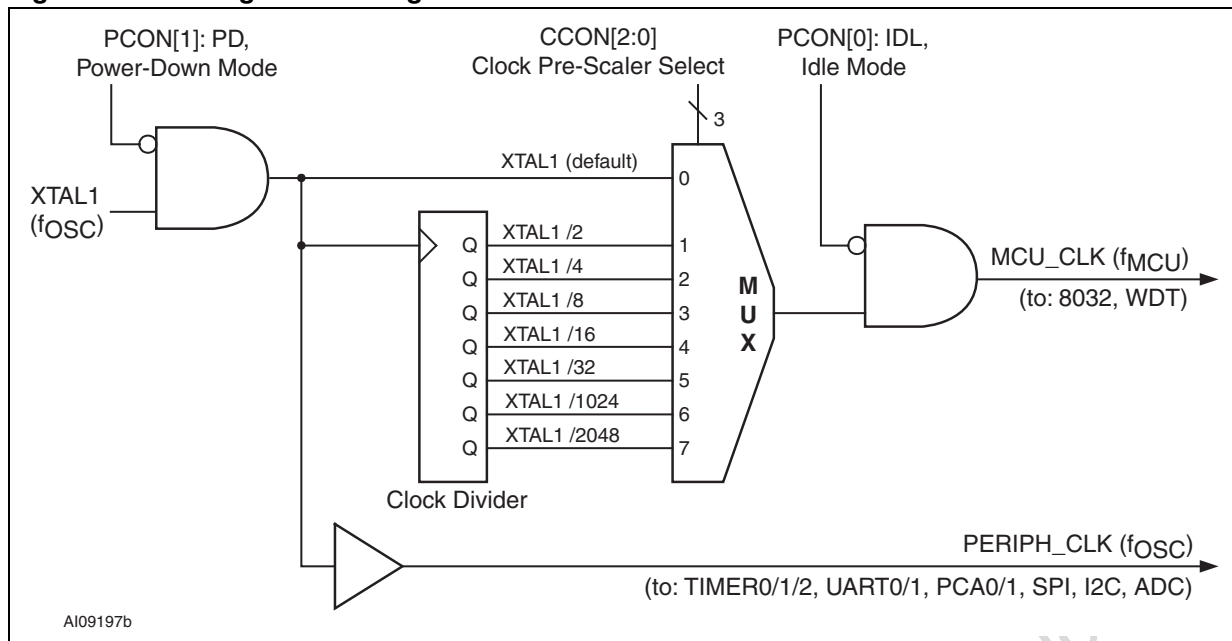 PCON[1]: PD,
Power-Down Mode
CCON[2:0]
Clock Pre-Scaler Select
PCON[0]: IDL,
Idle Mode
3
XTAL1
(fOSC)
XTAL1 (default)
0
Q XTAL1 /2 1
Q XTAL1 /4 2
Q XTAL1 /8 3
Q XTAL1 /16 4
Q XTAL1 /32 5
Q XTAL1 /1024 6
Q XTAL1 /2048 7
M
U
X
Clock Divider
MCU_CLK (fMCU)
(to: 8032, WDT)
PERIPH_CLK (fOSC)
(to: TIMER0/1/2, UART0/1, PCA0/1, SPI, I2C, ADC)
AI09197b